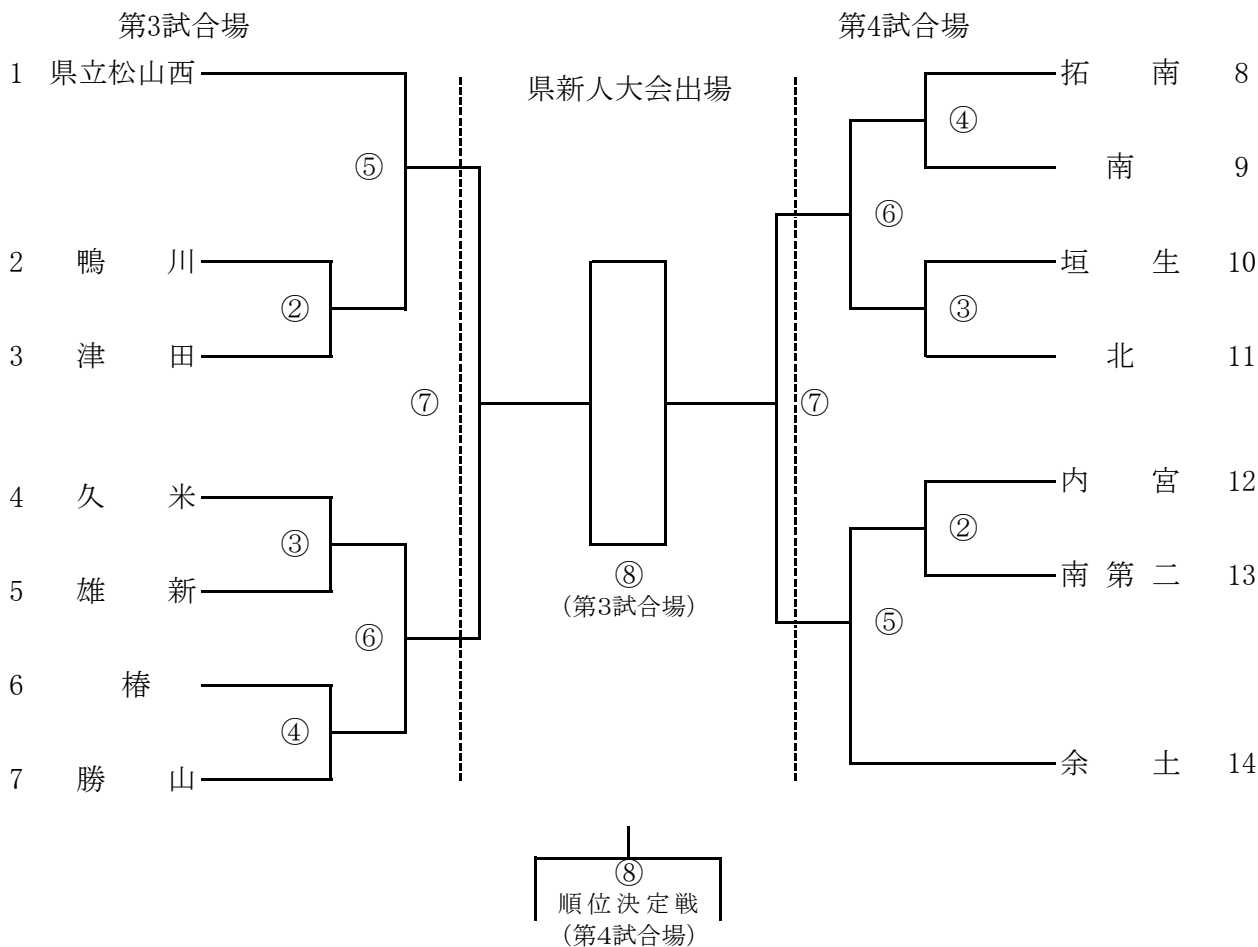 第3試合場
1 県立松山西
⑤
2 鴨川
②
3 津田
⑦
4 久米
③
5 雄新
⑥
6 椿
④
7 勝山
県新人大会出場
⑧
(第3試合場)
⑧
順位決定戦
(第4試合場)
第4試合場
拓南 8
④
南 9
⑥
垣生 10
③
北 11
⑦
内宮 12
②
南第二 13
⑤
余土 14